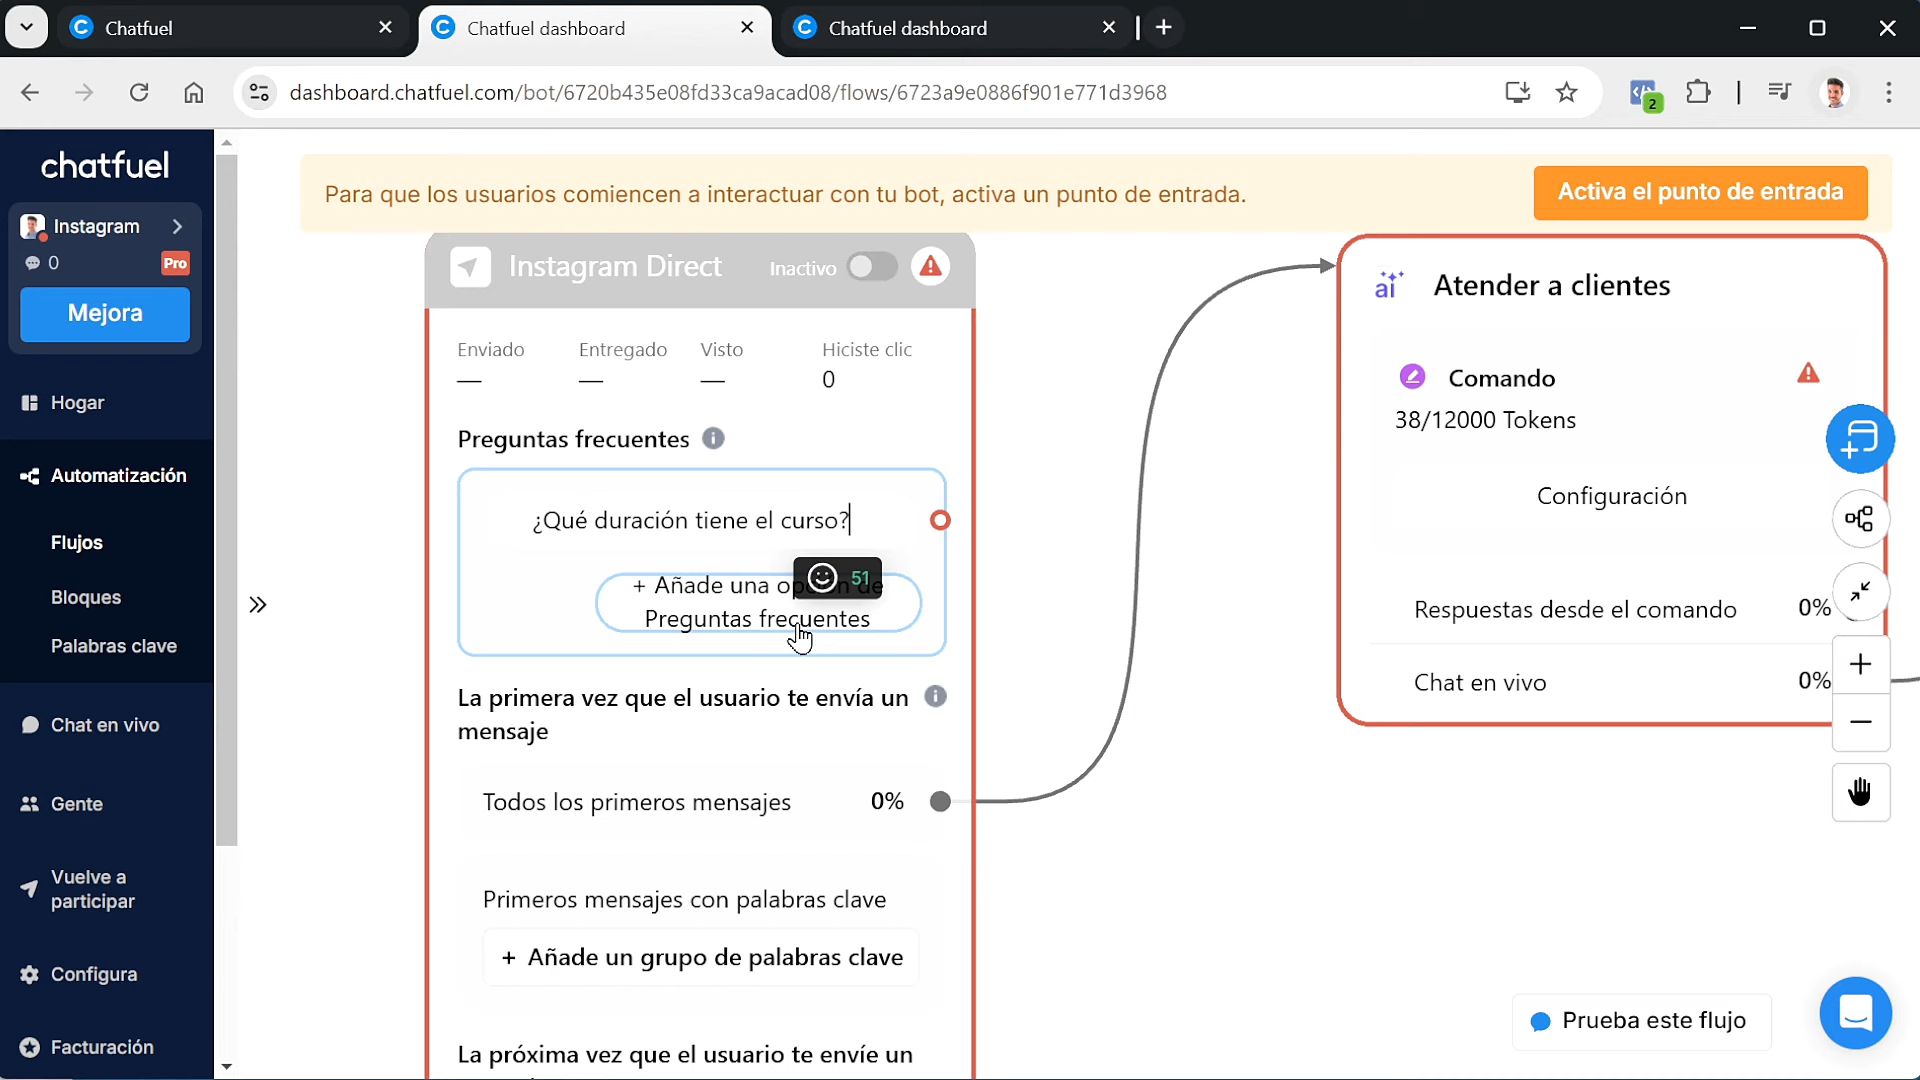 Chatfuel
Chatfuel dashboard
Chatfuel dashboard
dashboard.chatfuel.com/bot/6720b435e08fd33ca9acad08/flows/6723a9e0886f901e771d3968
2
chatfuel
Instagram
0
Pro
Mejora
Hogar
Automatización
Flujos
Bloques
Palabras clave
Chat en vivo
Gente
Vuelve a
participar
Configura
Facturación
Para que los usuarios comiencen a interactuar con tu bot, activa un punto de entrada.
Activa el punto de entrada
Instagram Direct
Inactivo
Enviado
Entregado
Visto
Hiciste clic
—
—
—
0
Preguntas frecuentes
¿Qué duración tiene el curso?
51
+ Añade una opción de
Preguntas frecuentes
La primera vez que el usuario te envía un
mensaje
Todos los primeros mensajes
0%
Primeros mensajes con palabras clave
+ Añade un grupo de palabras clave
La próxima vez que el usuario te envíe un
ai
Atender a clientes
Comando
38/12000 Tokens
Configuración
Respuestas desde el comando
0%
Chat en vivo
0%
Prueba este flujo